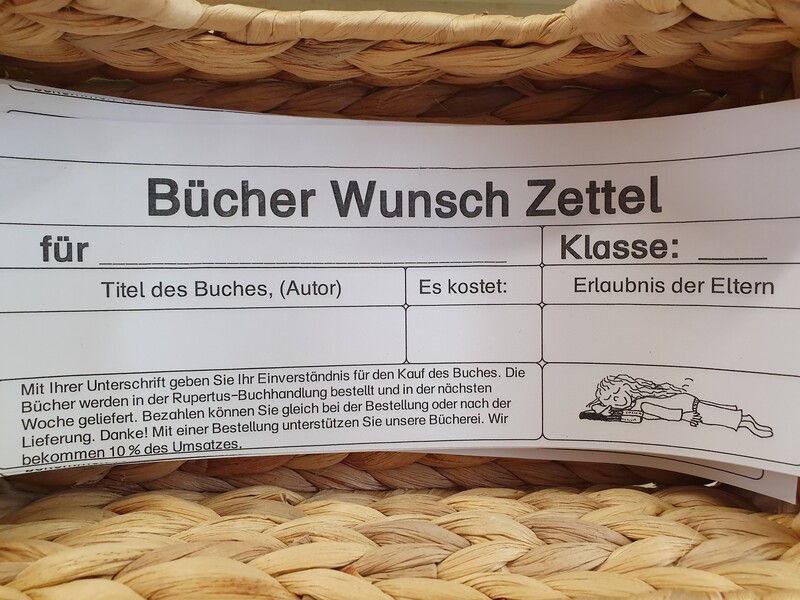 Bücher Wunsch Zettel
für ______________________ Klasse: ____
Titel des Buches, (Autor) Es kostet: Erlaubnis der Eltern
Mit Ihrer Unterschrift geben Sie Ihr Einverständnis für den Kauf des Buches. Die
Bücher werden in der Rupertus-Buchhandlung bestellt und in der nächsten
Woche geliefert. Bezahlen können Sie gleich bei der Bestellung oder nach der
Lieferung. Danke! Mit einer Bestellung unterstützen Sie unsere Bücherei. Wir
bekommen 10 % des Umsatzes.